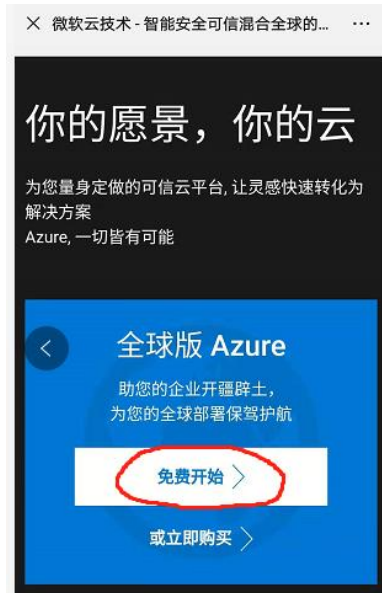 微软云技术 - 智能安全可信混合全球的...
你的愿景，你的云
为您量身定做的可信云平台, 让灵感快速转化为
解决方案
Azure, 一切皆有可能
全球版 Azure
助您的企业开疆辟土，
为您的全球部署保驾护航
免费开始
或立即购买